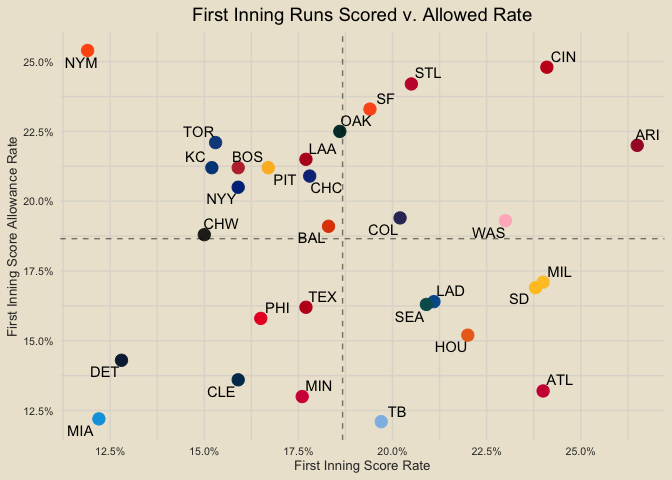 First Inning Runs Scored v. Allowed Rate
First Inning Score Allowance Rate
25.0%
22.5%
20.0%
17.5%
15.0%
12.5%
NYM
CIN
STL
SF
OAK
ARI
TOR
KC
BOS
LAA
PIT
CHC
NYY
CHW
BAL
COL
WAS
MIL
SD
LAD
SEA
TEX
PHI
HOU
DET
CLE
MIN
ATL
TB
MIA
12.5%
15.0%
17.5%
20.0%
22.5%
25.0%
First Inning Score Rate